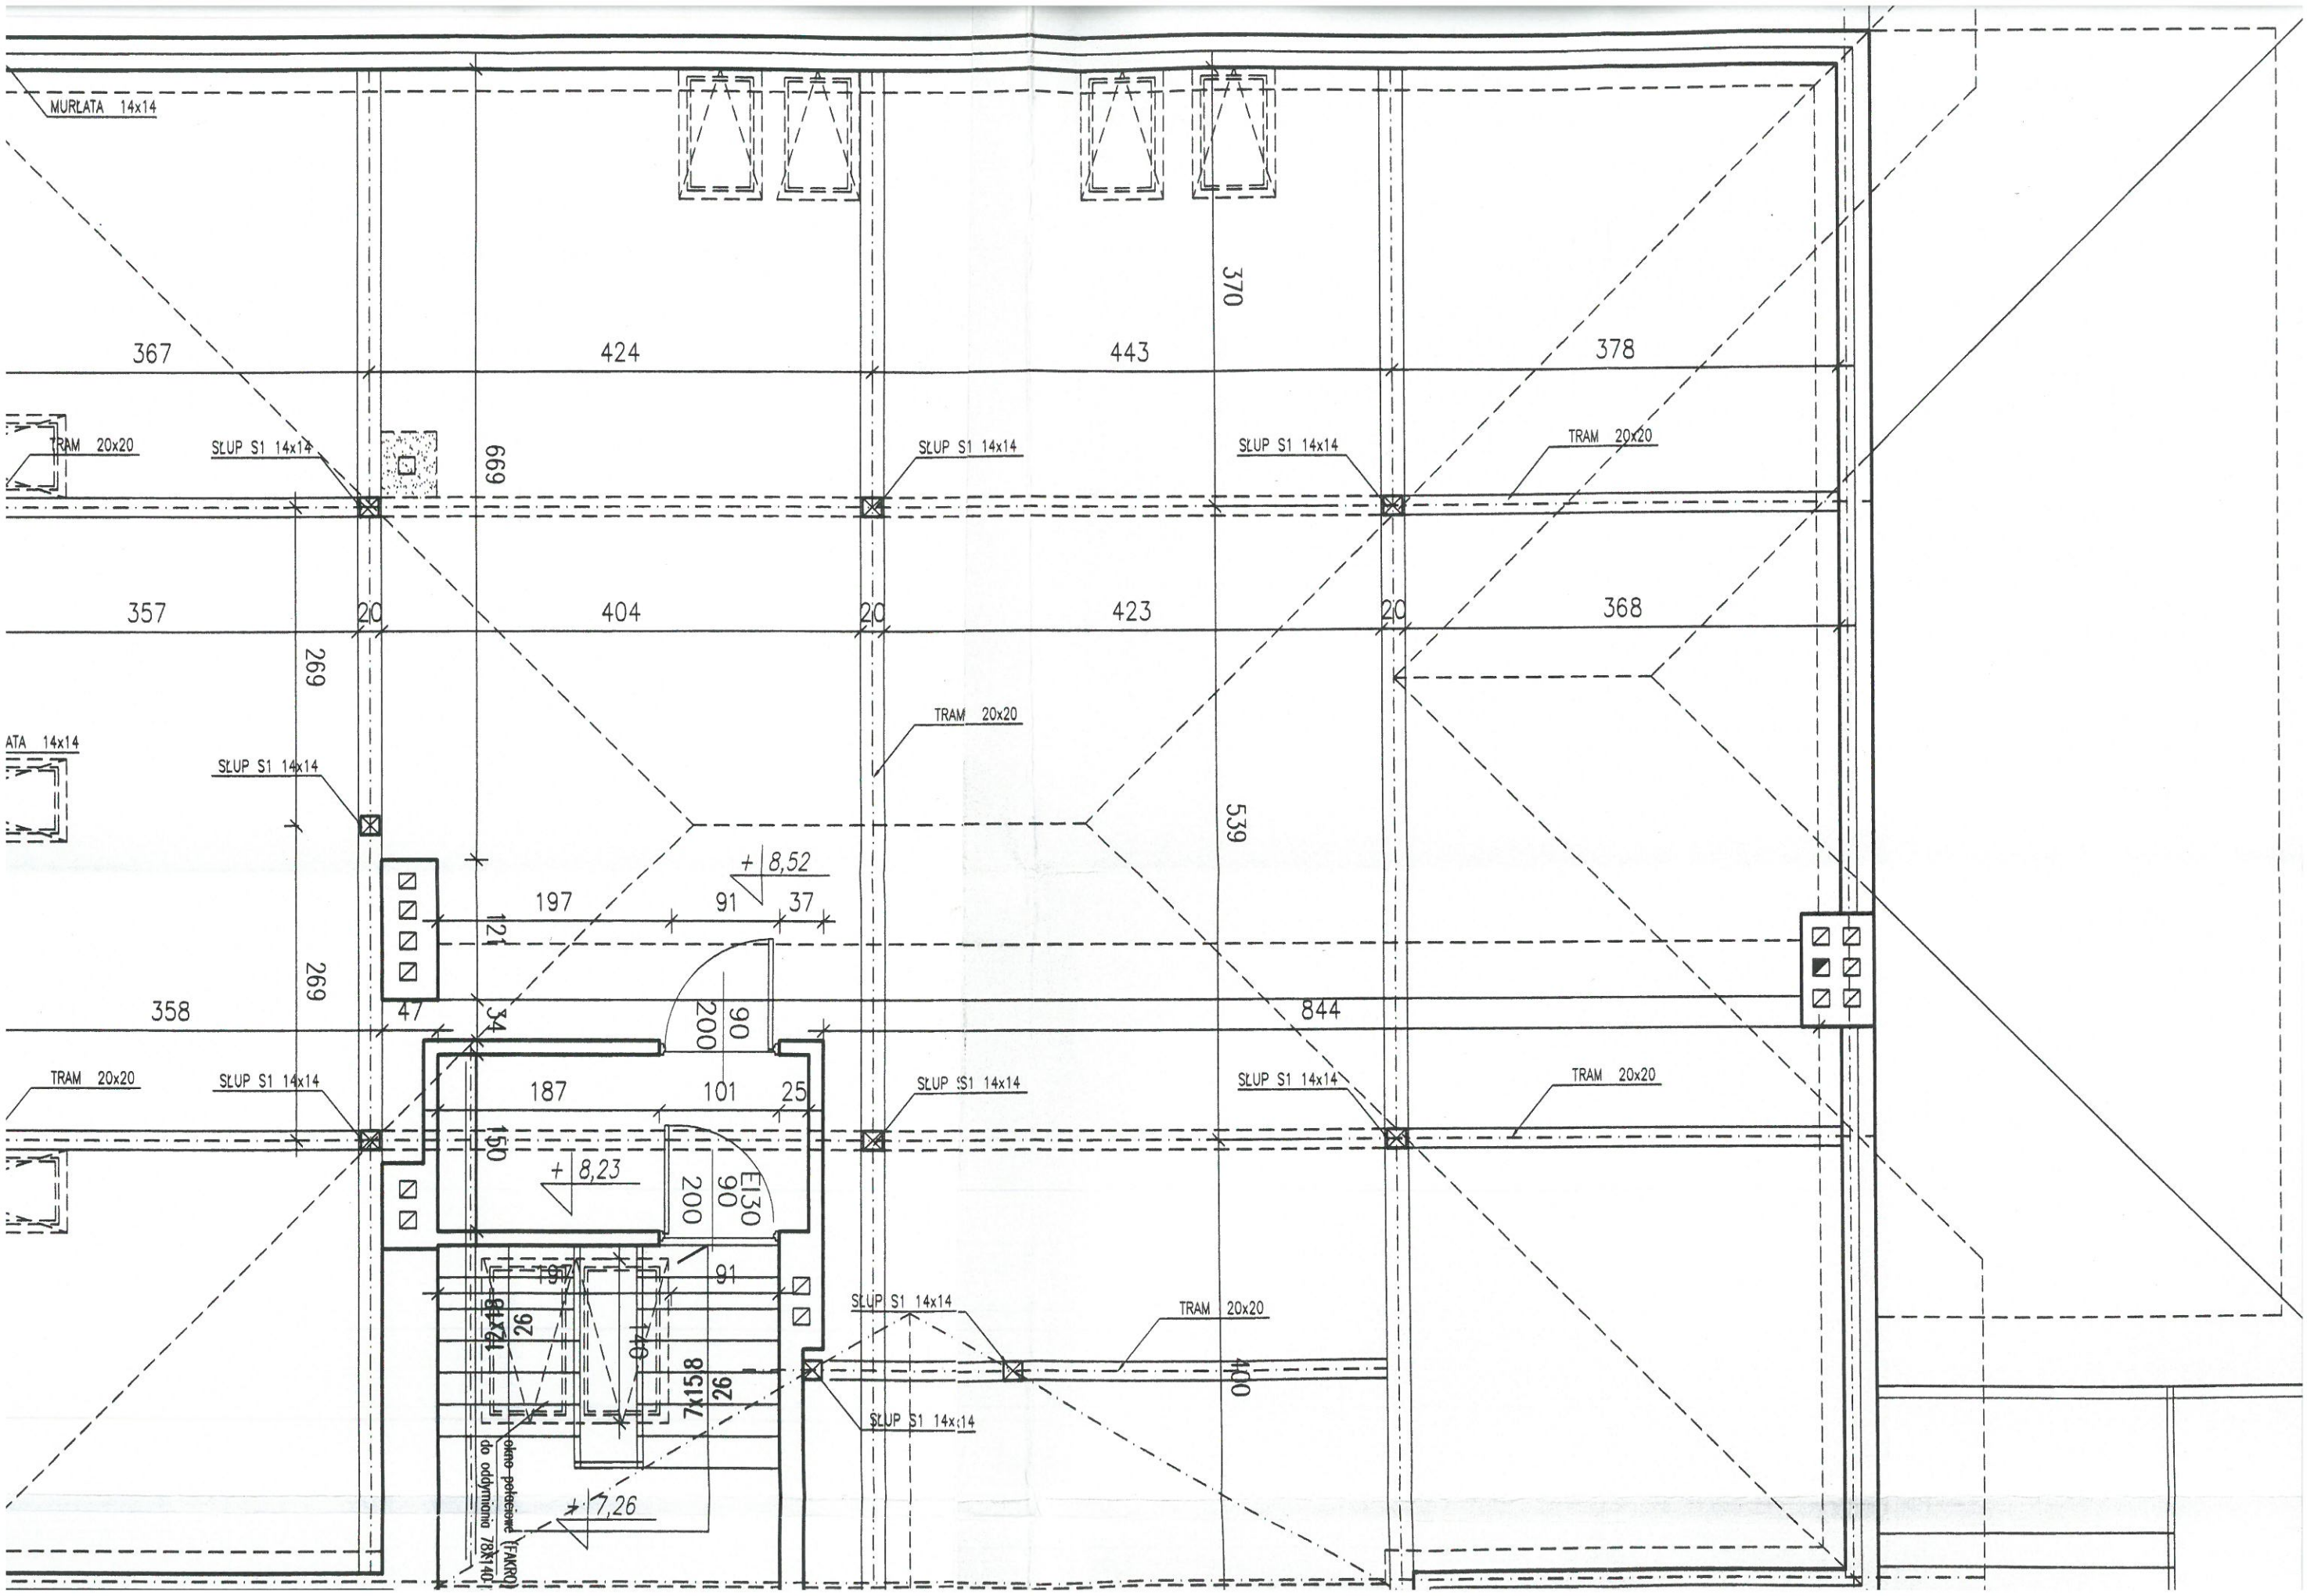 MURŁATA 14x14
370
367
424
443
378
TRAM 20x20
SŁUP S1 14x14
669
SŁUP S1 14x14
SŁUP S1 14x14
TRAM 20x20
357
20
404
20
423
20
368
269
TRAM 20x20
ATA 14x14
SŁUP S1 14x14
539
+ 8,52
197
91
37
121
269
90
200
358
47
34
844
TRAM 20x20
SŁUP S1 14x14
187
101
25
SŁUP S1 14x14
SŁUP S1 14x14
TRAM 20x20
150
+ 8,23
EI30
90
200
91
12x18
26
140
7x158
26
SŁUP S1 14x14
TRAM 20x20
400
SŁUP S1 14x14
okno połaciowe (FAKRO)
do oddymiania 78X140
+ 7,26